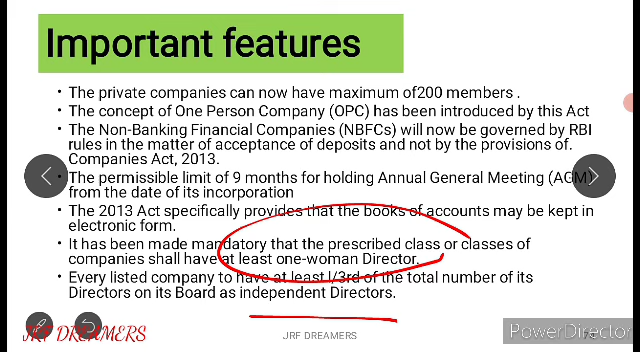 Important features
• The private companies can now have maximum of200 members .
• The concept of One Person Company (OPC) has been introduced by this Act
• The Non-Banking Financial Companies (NBFCs) will now be governed by RBI
rules in the matter of acceptance of deposits and not by the provisions of.
Companies Act, 2013.
• The permissible limit of 9 months for holding Annual General Meeting (AGM)
from the date of its incorporation
• The 2013 Act specifically provides that the books of accounts may be kept in
electronic form.
• It has been made mandatory that the prescribed class or classes of
companies shall have at least one-woman Director.
• Every listed company to have at least l/3rd of the total number of its
Directors on its Board as independent Directors.
JRF DREAMERS
JRF DREAMERS
PowerDirector